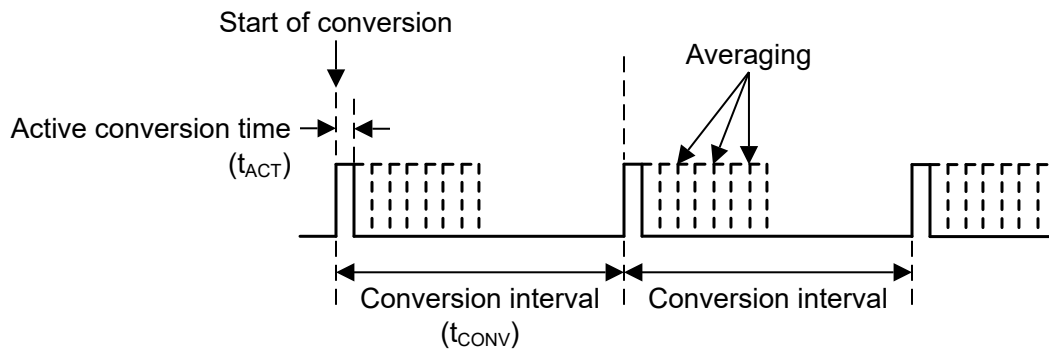 Start of conversion
Averaging
Active conversion time
(tACT)
Conversion interval
(tCONV)
Conversion interval